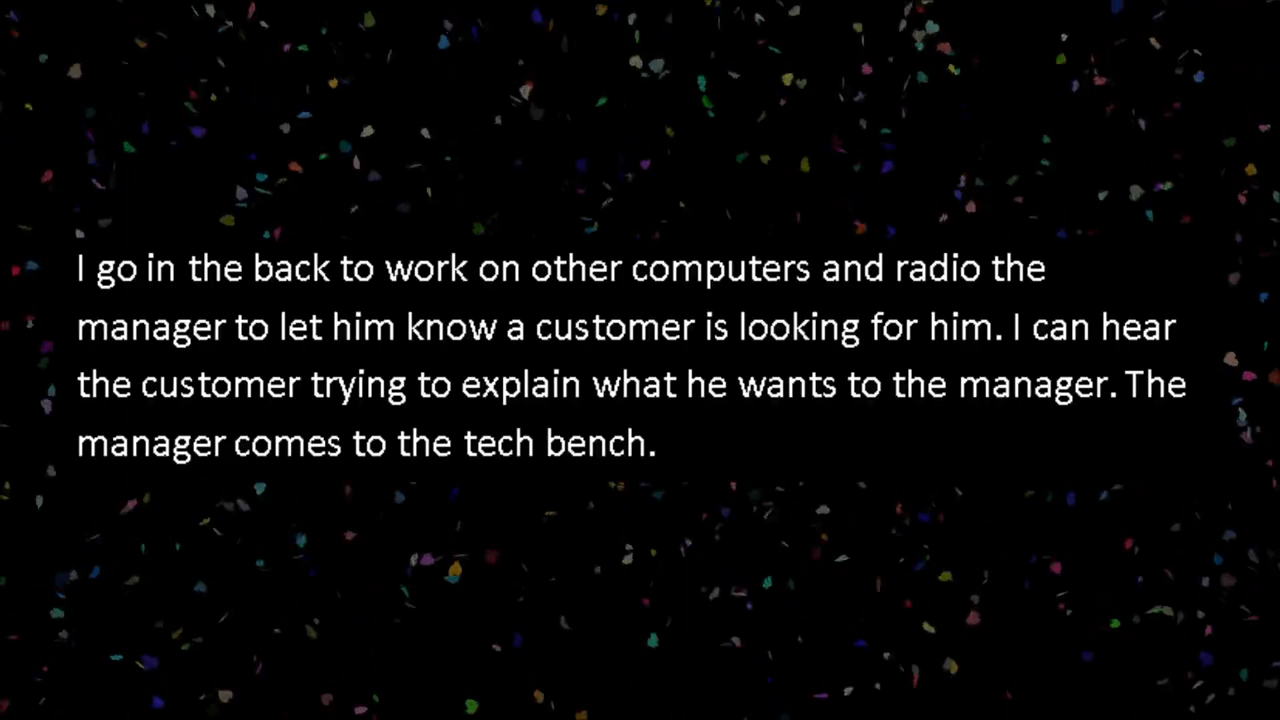 I go in the back to work on other computers and radio the
manager to let him know a customer is looking for him. I can hear
the customer trying to explain what he wants to the manager. The
manager comes to the tech bench.